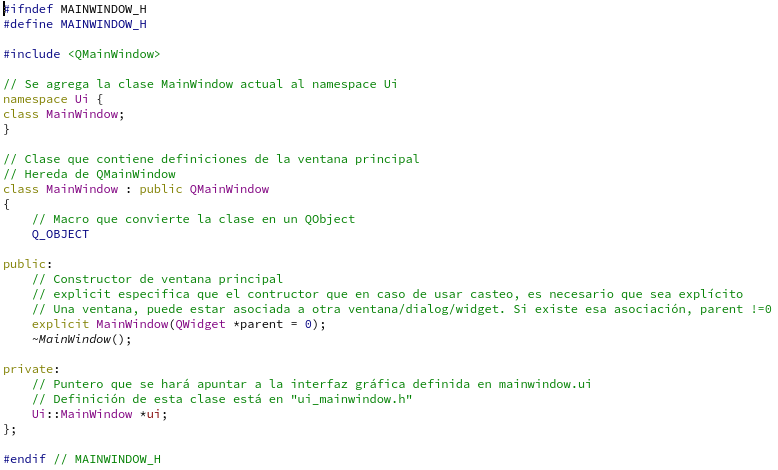 #ifndef MAINWINDOW_H
#define MAINWINDOW_H

#include <QMainWindow>

// Se agrega la clase MainWindow actual al namespace Ui
namespace Ui {
class MainWindow;
}

// Clase que contiene definiciones de la ventana principal
// Hereda de QMainWindow
class MainWindow : public QMainWindow
{
    // Macro que convierte la clase en un QObject
    Q_OBJECT

public:
    // Constructor de ventana principal
    // explicit especifica que el contructor que en caso de usar casteo, es necesario que sea explícito
    // Una ventana, puede estar asociada a otra ventana/dialog/widget. Si existe esa asociación, parent !=0
    explicit MainWindow(QWidget *parent = 0);
    ~MainWindow();

private:
    // Puntero que se hará apuntar a la interfaz gráfica definida en mainwindow.ui
    // Definición de esta clase está en "ui_mainwindow.h"
    Ui::MainWindow *ui;
};

#endif // MAINWINDOW_H